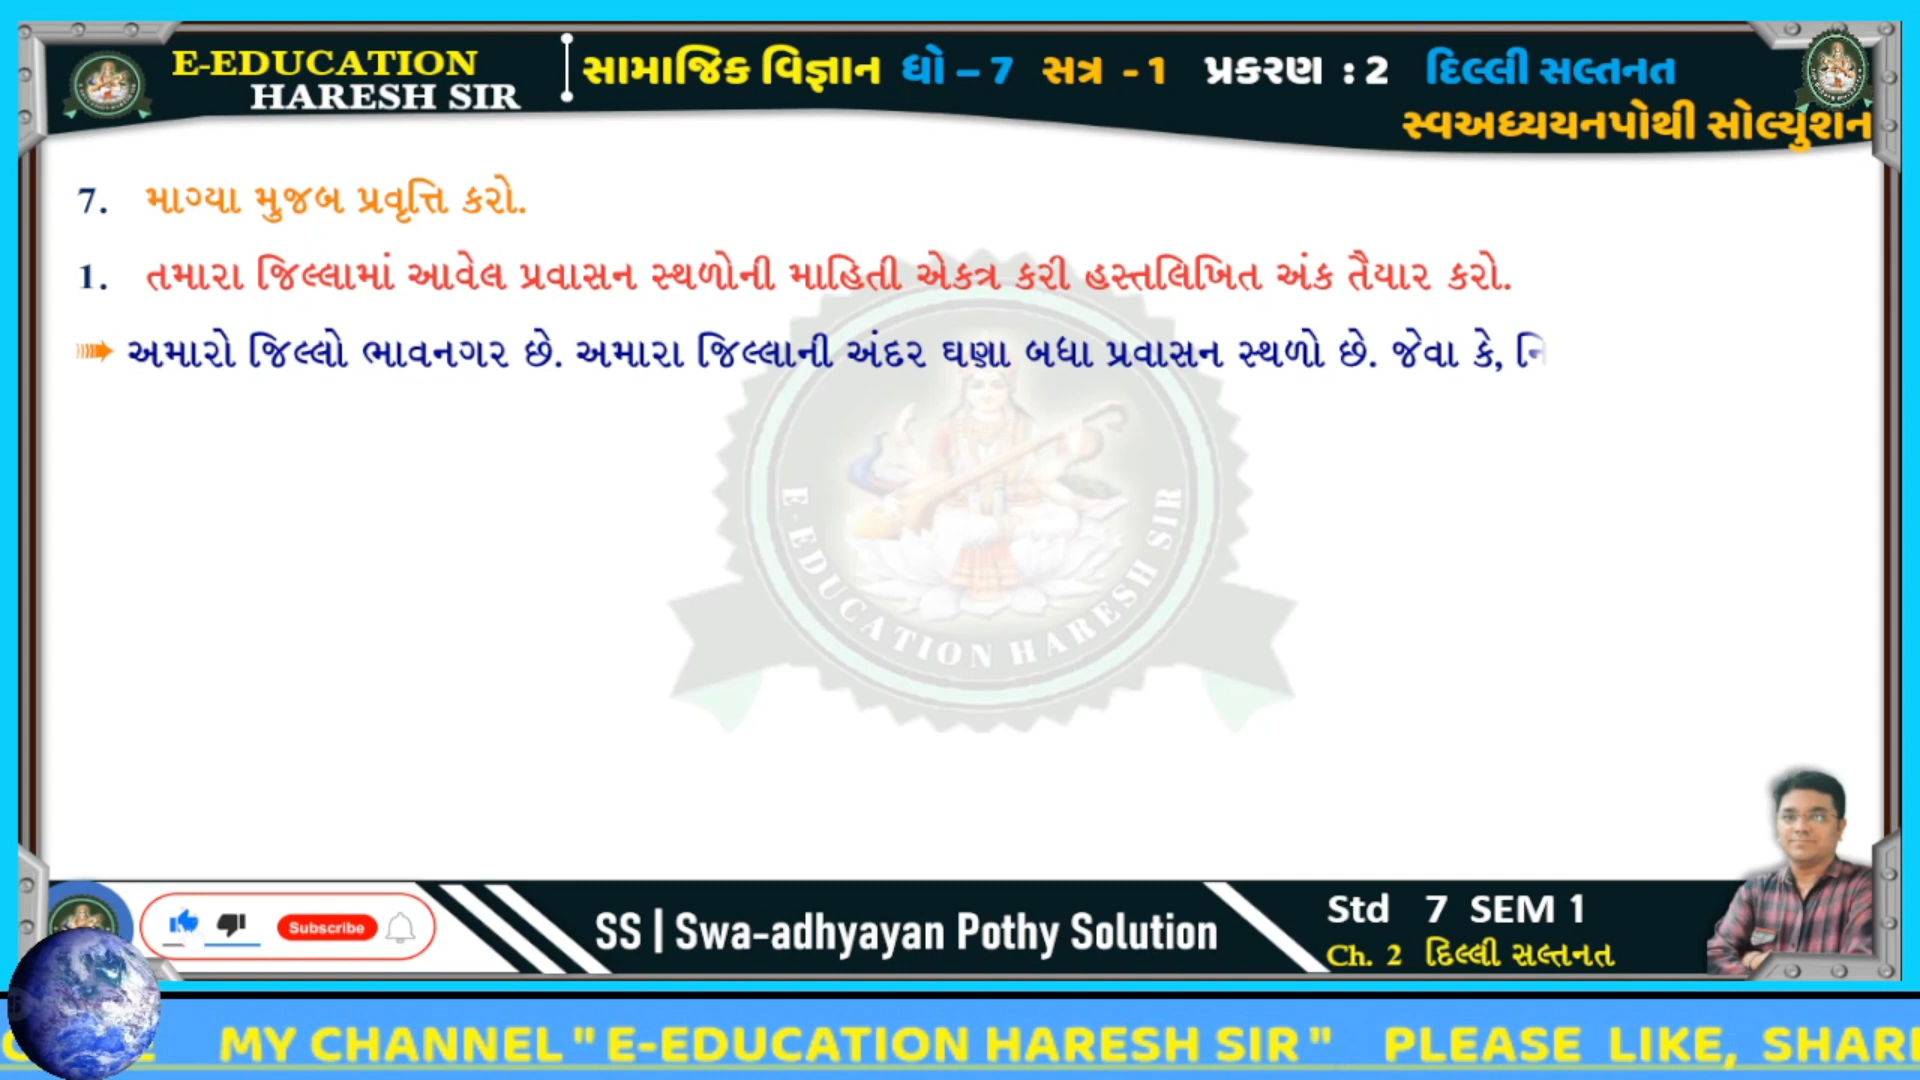 E-EDUCATION
HARESH SIR
સામાજિક વિજ્ઞાન ધો – 7 સત્ર - 1 પ્રકરણ : 2 દિલ્લી સલ્તનત
સ્વઅધ્યયનપોથી સોલ્યુશન
7. માગ્યા મુજબ પ્રવૃત્તિ કરો.
1. તમારા જિલ્લામાં આવેલ પ્રવાસન સ્થળોની માહિતી એકત્ર કરી હસ્તલિખિત અંક તૈયાર કરો.
અમારો જિલ્લો ભાવનગર છે. અમારા જિલ્લાની અંદર ઘણા બધા પ્રવાસન સ્થળો છે. જેવા કે,
E-EDUCATION HARESH SIR
Subscribe
SS | Swa-adhyayan Pothy Solution
Std 7 SEM 1
Ch. 2 દિલ્લી સલ્તનત
MY CHANNEL " E-EDUCATION HARESH SIR " PLEASE LIKE, SHAR